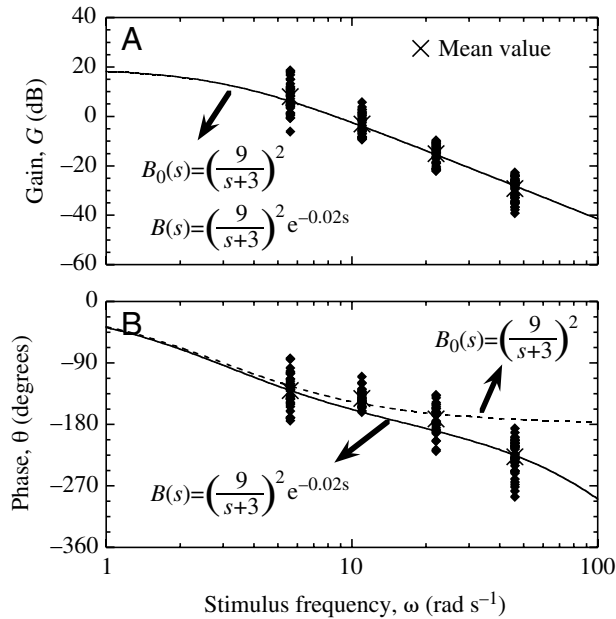 A
× Mean value
40
20
0
−20
−40
−60
Gain, G (dB)
B₀(s)=(9/s+3)²
B(s)=(9/s+3)² e⁻⁰·⁰²ˢ
B
0
−90
−180
−270
−360
Phase, θ (degrees)
B₀(s)=(9/s+3)²
B(s)=(9/s+3)² e⁻⁰·⁰²ˢ
1
10
100
Stimulus frequency, ω (rad s⁻¹)